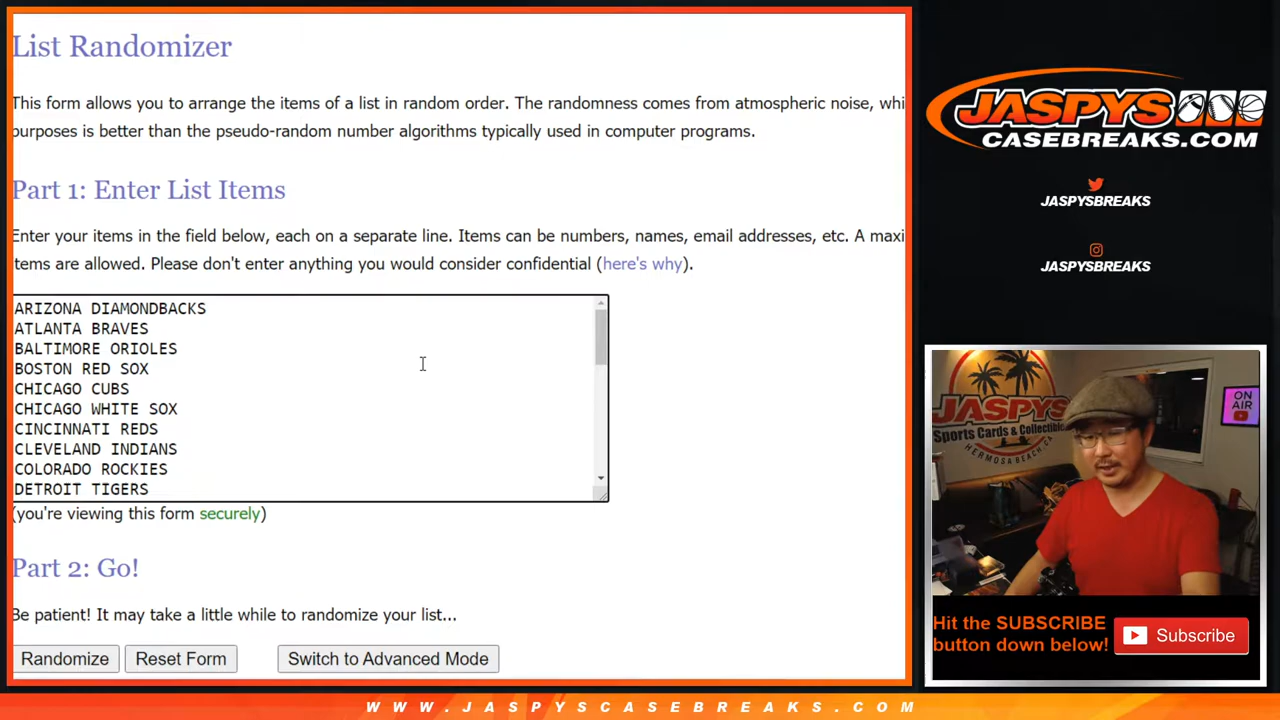 List Randomizer
This form allows you to arrange the items of a list in random order. The randomness comes from atmospheric noise, whi
purposes is better than the pseudo-random number algorithms typically used in computer programs.
Part 1: Enter List Items
Enter your items in the field below, each on a separate line. Items can be numbers, names, email addresses, etc. A maxi
items are allowed. Please don't enter anything you would consider confidential (here's why).
ARIZONA DIAMONDBACKS
ATLANTA BRAVES
BALTIMORE ORIOLES
BOSTON RED SOX
CHICAGO CUBS
CHICAGO WHITE SOX
CINCINNATI REDS
CLEVELAND INDIANS
COLORADO ROCKIES
DETROIT TIGERS
(you're viewing this form securely)
Part 2: Go!
Be patient! It may take a little while to randomize your list...
Randomize Reset Form Switch to Advanced Mode
JASPYS
CASEBREAKS.COM
JASPYSBREAKS
JASPYSBREAKS
JASPYS
Sports Cards & Collectible
HERMOSA BEACH, CA
ON
AIR
Hit the SUBSCRIBE
button down below!
Subscribe
WWW.JASPYSCASEBREAKS.COM